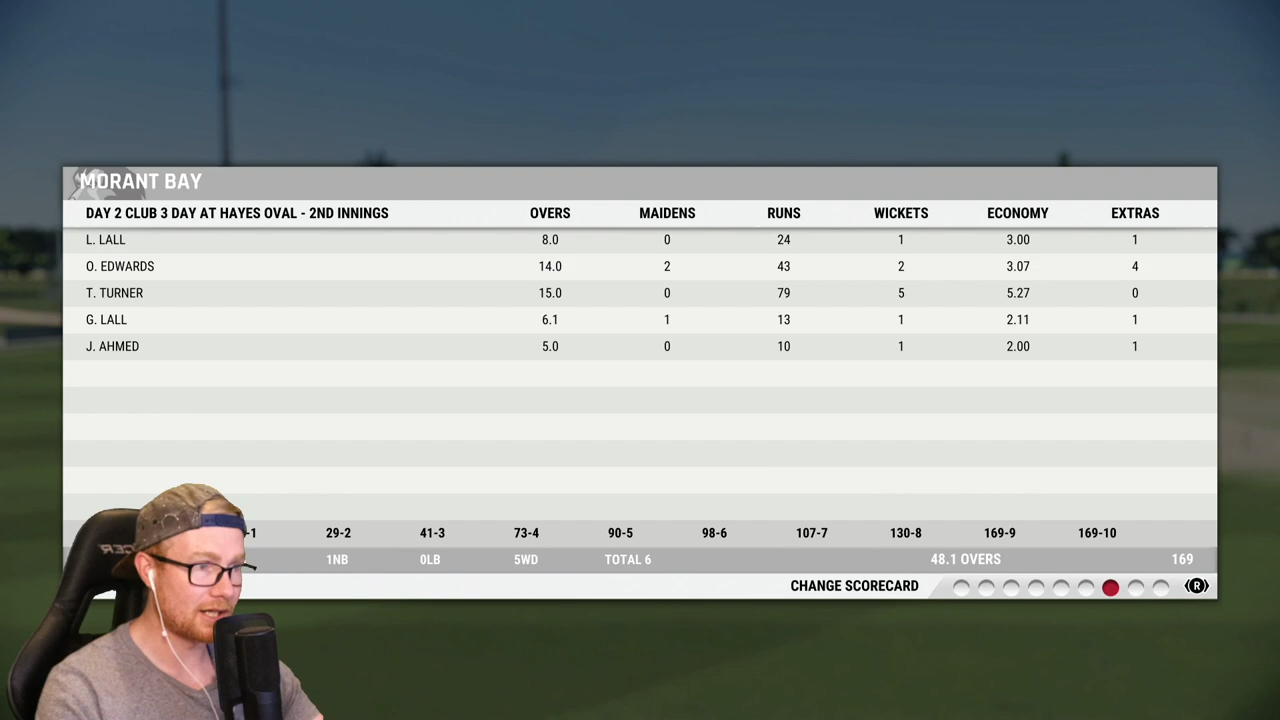 MORANT BAY
DAY 2 CLUB 3 DAY AT HAYES OVAL - 2ND INNINGS OVERS MAIDENS RUNS WICKETS ECONOMY EXTRAS
L. LALL 8.0 0 24 1 3.00 1
O. EDWARDS 14.0 2 43 2 3.07 4
T. TURNER 15.0 0 79 5 5.27 0
G. LALL 6.1 1 13 1 2.11 1
J. AHMED 5.0 0 10 1 2.00 1
-1 29-2 41-3 73-4 90-5 98-6 107-7 130-8 169-9 169-10
1NB 0LB 5WD TOTAL 6 48.1 OVERS 169
CHANGE SCORECARD R